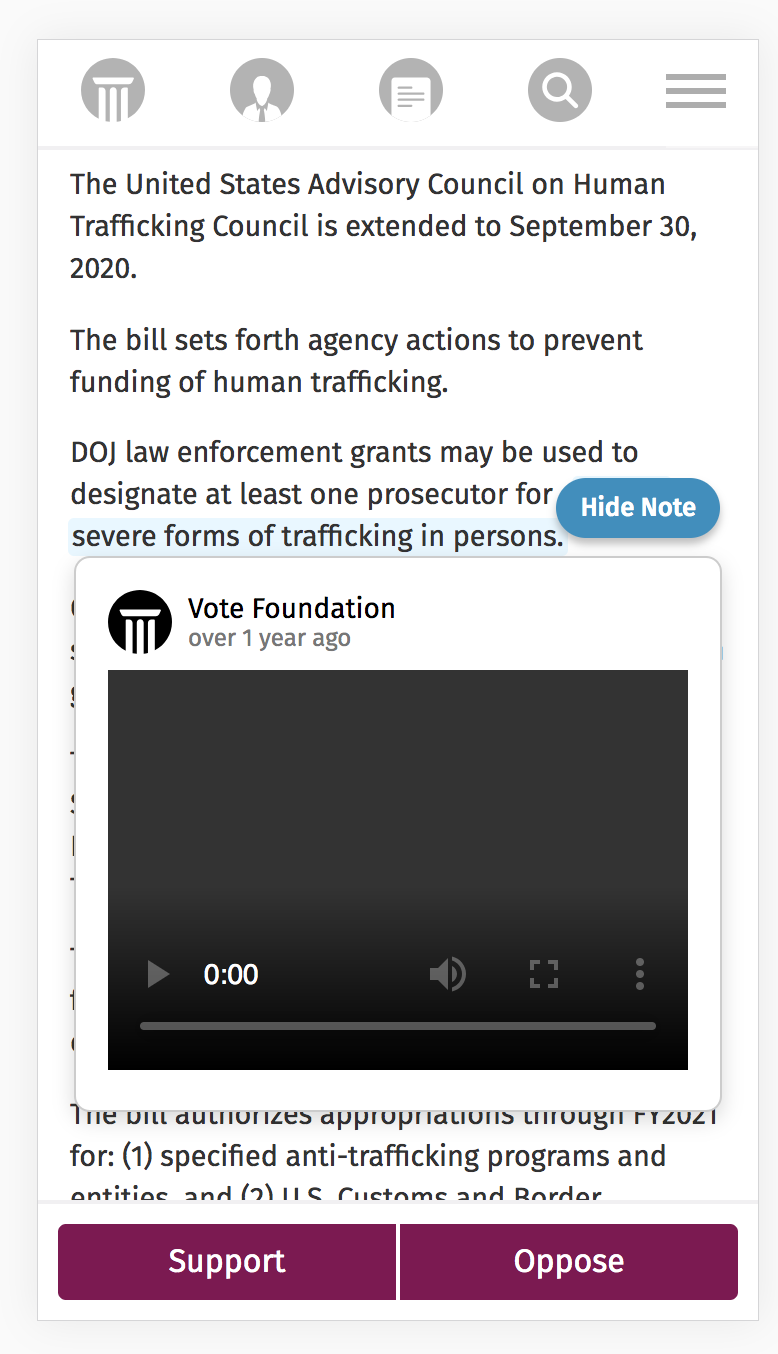 The United States Advisory Council on Human
Trafficking Council is extended to September 30,
2020.
The bill sets forth agency actions to prevent
funding of human trafficking.
DOJ law enforcement grants may be used to
designate at least one prosecutor for
Hide Note
severe forms of trafficking in persons.
Vote Foundation
over 1 year ago
0:00
The bill authorizes appropriations through FY2021
for: (1) specified anti-trafficking programs and
entities, and (2) U.S. Customs and Border
Support
Oppose